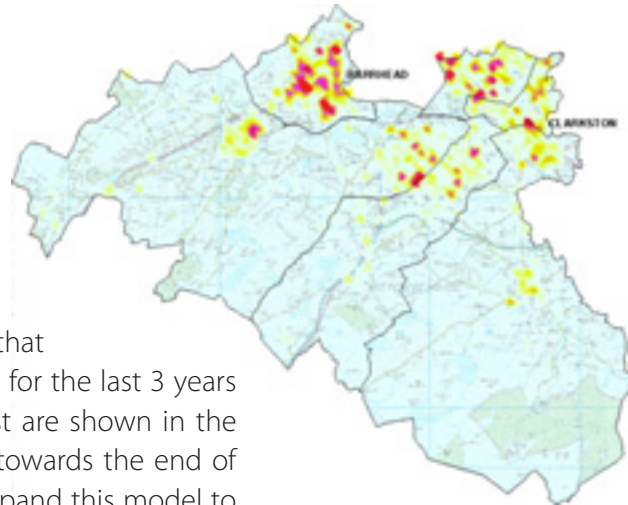 BARRHEAD
CLARKSTON
that
for the last 3 years
st are shown in the
towards the end of
pand this model to